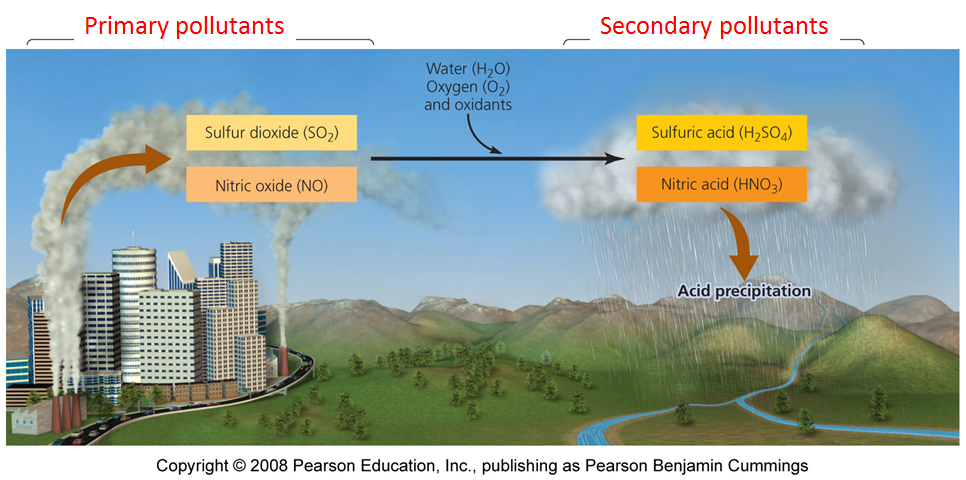 Primary pollutants
Secondary pollutants
Water (H₂O)
Oxygen (O₂)
and oxidants
Sulfur dioxide (SO₂)
Nitric oxide (NO)
Sulfuric acid (H₂SO₄)
Nitric acid (HNO₃)
Acid precipitation
Copyright © 2008 Pearson Education, Inc., publishing as Pearson Benjamin Cummings